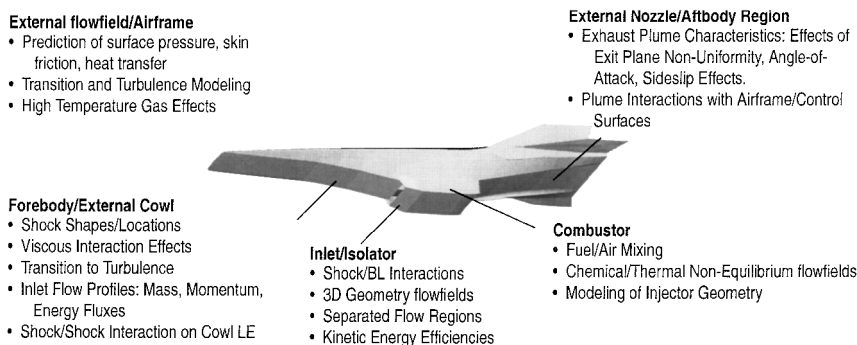 External flowfield/Airframe
• Prediction of surface pressure, skin
friction, heat transfer
• Transition and Turbulence Modeling
• High Temperature Gas Effects
External Nozzle/Aftbody Region
• Exhaust Plume Characteristics: Effects of
Exit Plane Non-Uniformity, Angle-of-
Attack, Sideslip Effects.
• Plume Interactions with Airframe/Control
Surfaces
Forebody/External Cowl
• Shock Shapes/Locations
• Viscous Interaction Effects
• Transition to Turbulence
• Inlet Flow Profiles: Mass, Momentum,
Energy Fluxes
• Shock/Shock Interaction on Cowl LE
Inlet/Isolator
• Shock/BL Interactions
• 3D Geometry flowfields
• Separated Flow Regions
• Kinetic Energy Efficiencies
Combustor
• Fuel/Air Mixing
• Chemical/Thermal Non-Equilibrium flowfields
• Modeling of Injector Geometry